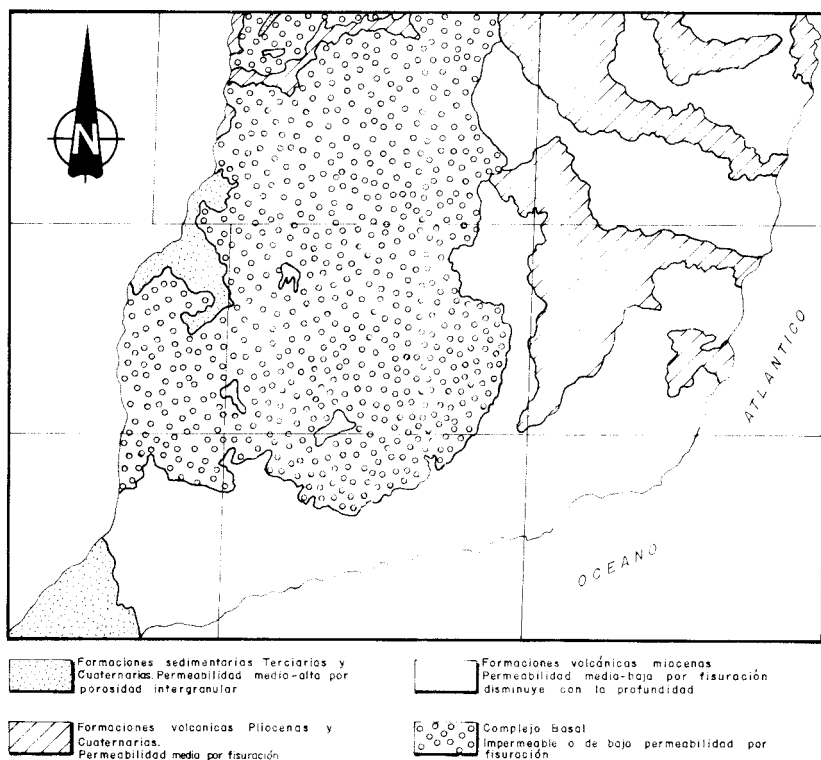 N
ATLANTICO
OCEANO
Formaciones sedimentarias Terciarias y
Cuaternarias. Permeabilidad media-alta por
porosidad intergranular
Formaciones volcánicas miocenas
Permeabilidad media-baja por fisuración
disminuye con la profundidad
Formaciones volcanicas Pliocenas y
Cuaternarias.
Permeabilidad media por fisuración
Complejo Basal
Impermeable o de baja permeabilidad por
fisuración